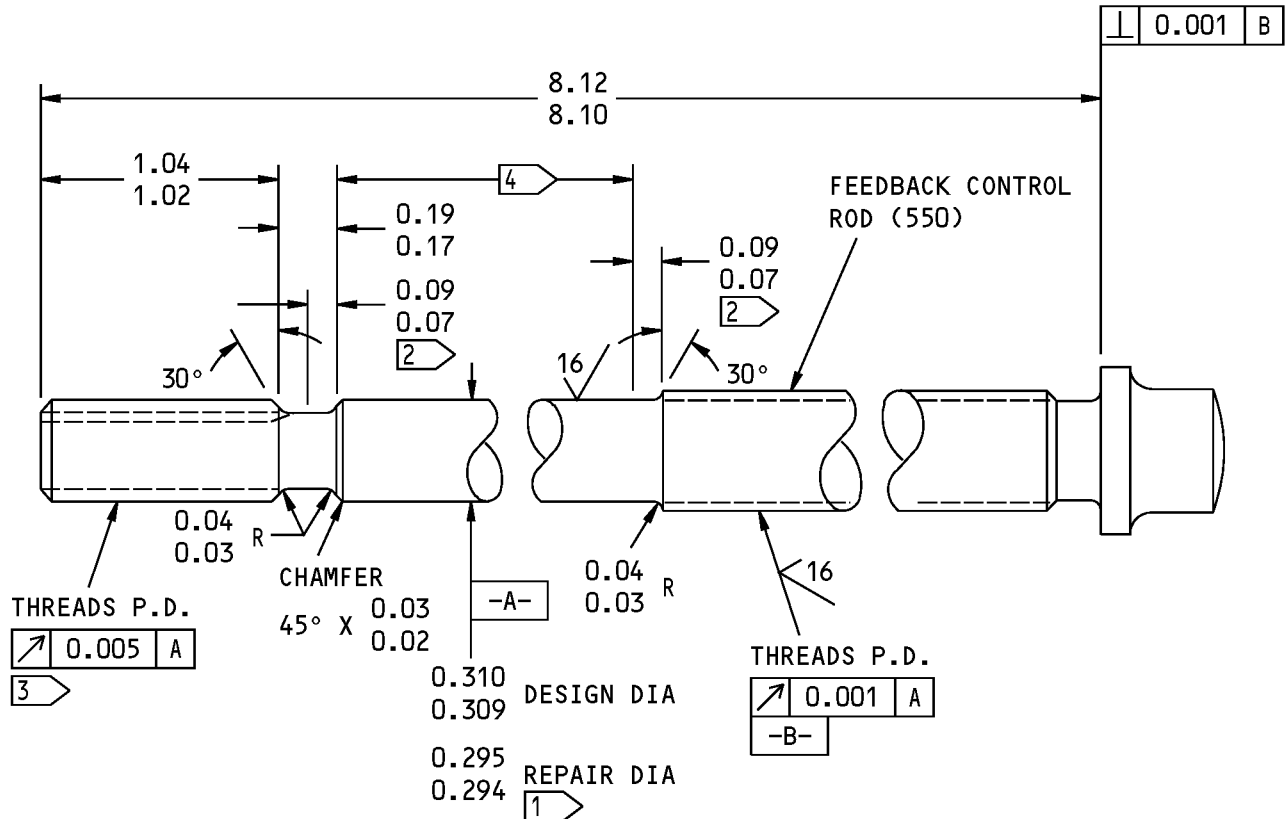 ⊥ 0.001 B
8.12
8.10
1.04
1.02
4
FEEDBACK CONTROL
ROD (550)
0.19
0.17
0.09
0.07
2
0.09
0.07
2
30°
16
30°
0.04
0.03 R
CHAMFER
45° X 0.03
0.02
-A-
0.04
0.03 R
16
THREADS P.D.
↗ 0.005 A
3
THREADS P.D.
↗ 0.001 A
-B-
0.310
0.309 DESIGN DIA
0.295
0.294 REPAIR DIA
1